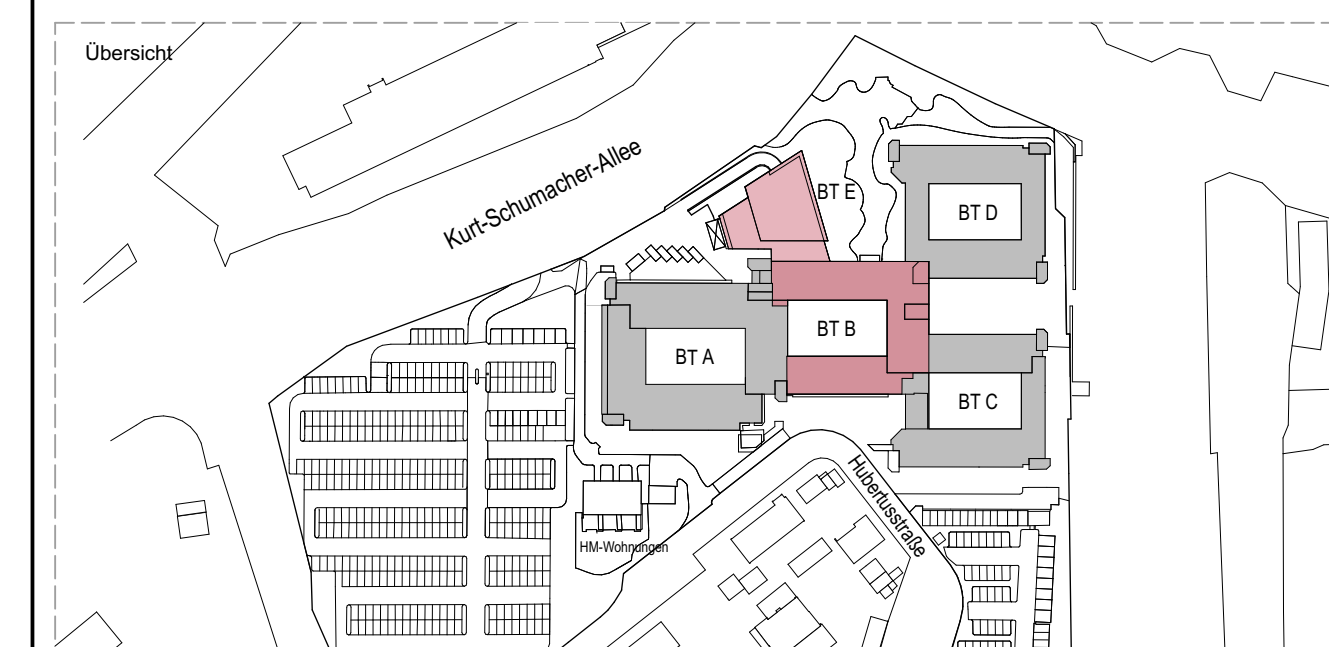 Übersicht
Kurt-Schumacher-Allee
BT E
BT D
BT B
BT A
BT C
Hubertusstraße
HM-Wohnungen